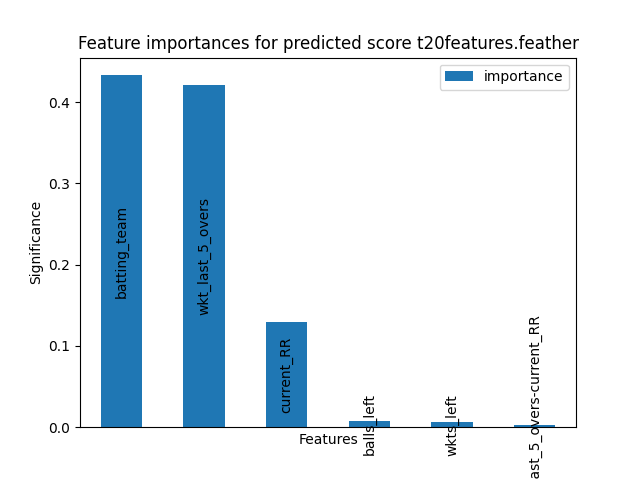 Feature importances for predicted score t20features.feather
importance
0.4
0.3
0.2
0.1
0.0
Significance
batting_team
wkt_last_5_overs
current_RR
balls_left
wkts_left
ast_5_overs-current_RR
Features